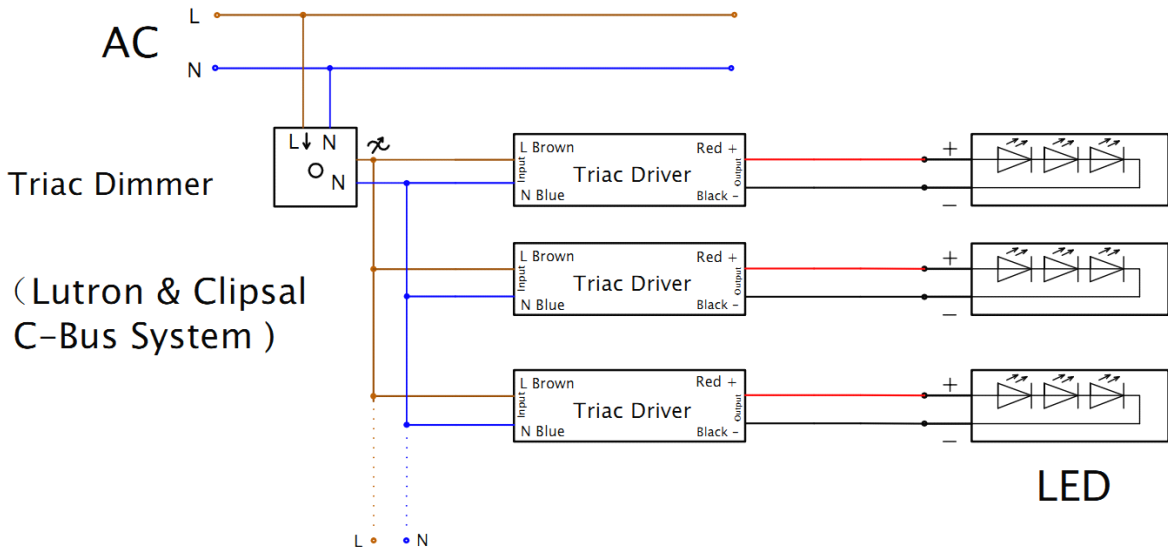 L
AC
N
L N
N
Triac Dimmer
（Lutron & Clipsal
C-Bus System )
L Brown
Input
N Blue
Triac Driver
Red +
Output
Black -
+
−
L Brown
Input
N Blue
Triac Driver
Red +
Output
Black -
+
−
L Brown
Input
N Blue
Triac Driver
Red +
Output
Black -
+
−
LED
L
N